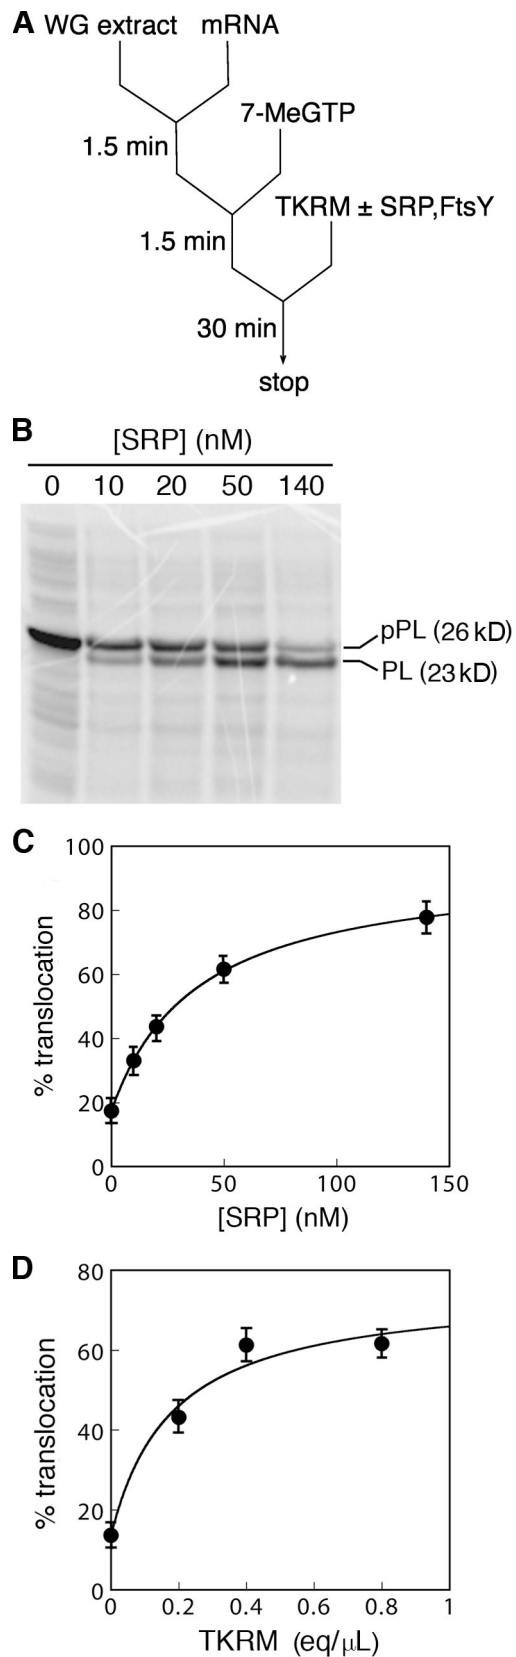 A WG extract mRNA
7-MeGTP
1.5 min
TKRM ± SRP,FtsY
1.5 min
30 min
stop
B
[SRP] (nM)
0 10 20 50 140
pPL (26 kD)
PL (23 kD)
C
100
80
60
40
20
0
% translocation
0 50 100 150
[SRP] (nM)
D
80
60
40
20
0
% translocation
0 0.2 0.4 0.6 0.8 1
TKRM (eq/μL)